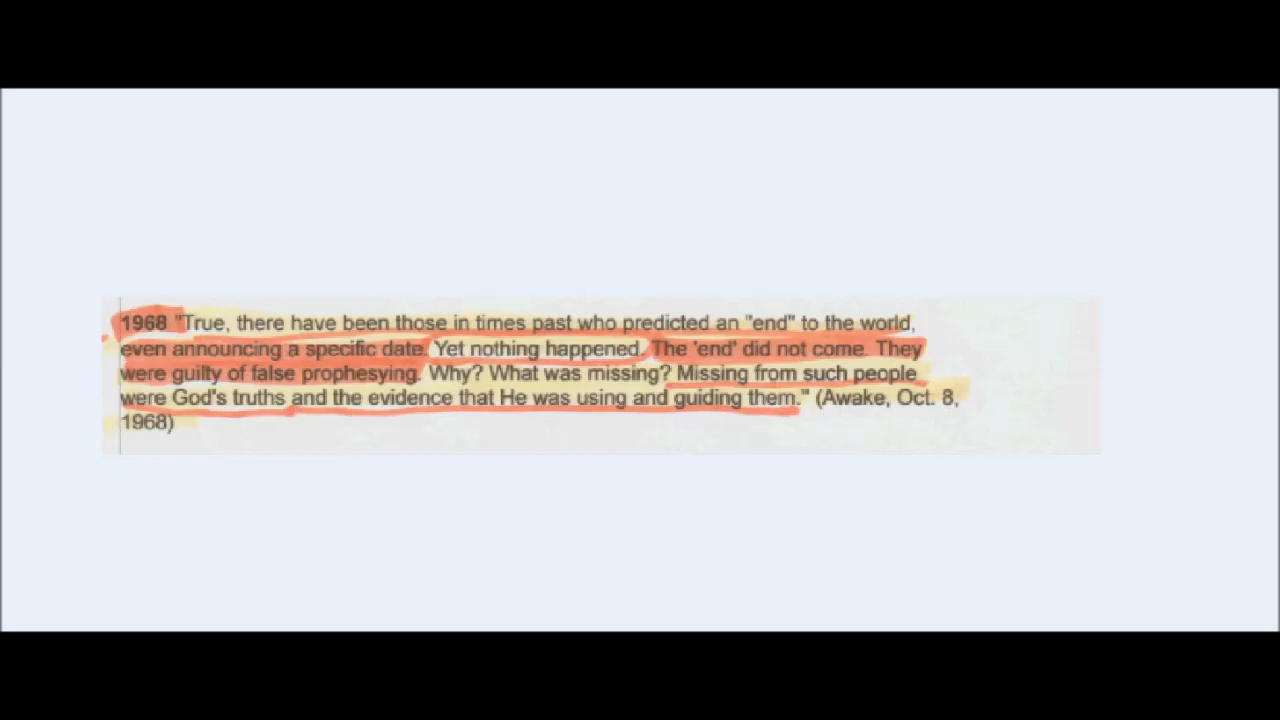 1968 "True, there have been those in times past who predicted an "end" to the world,
even announcing a specific date. Yet nothing happened. The 'end' did not come. They
were guilty of false prophesying. Why? What was missing? Missing from such people
were God's truths and the evidence that He was using and guiding them." (Awake, Oct. 8,
1968)